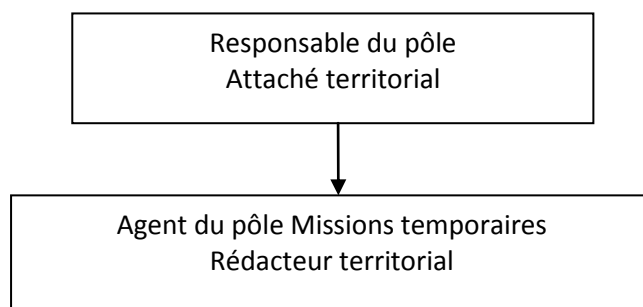 Responsable du pôle
Attaché territorial
Agent du pôle Missions temporaires
Rédacteur territorial